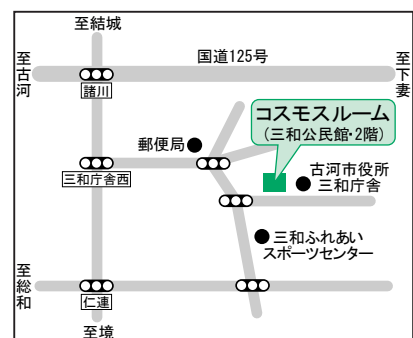 至結城
国道125号
至古河
至下妻
諸川
コスモスルーム
(三和公民館・2階)
郵便局
古河市役所
三和庁舎
三和庁舎西
三和ふれあい
スポーツセンター
至総和
仁連
至境